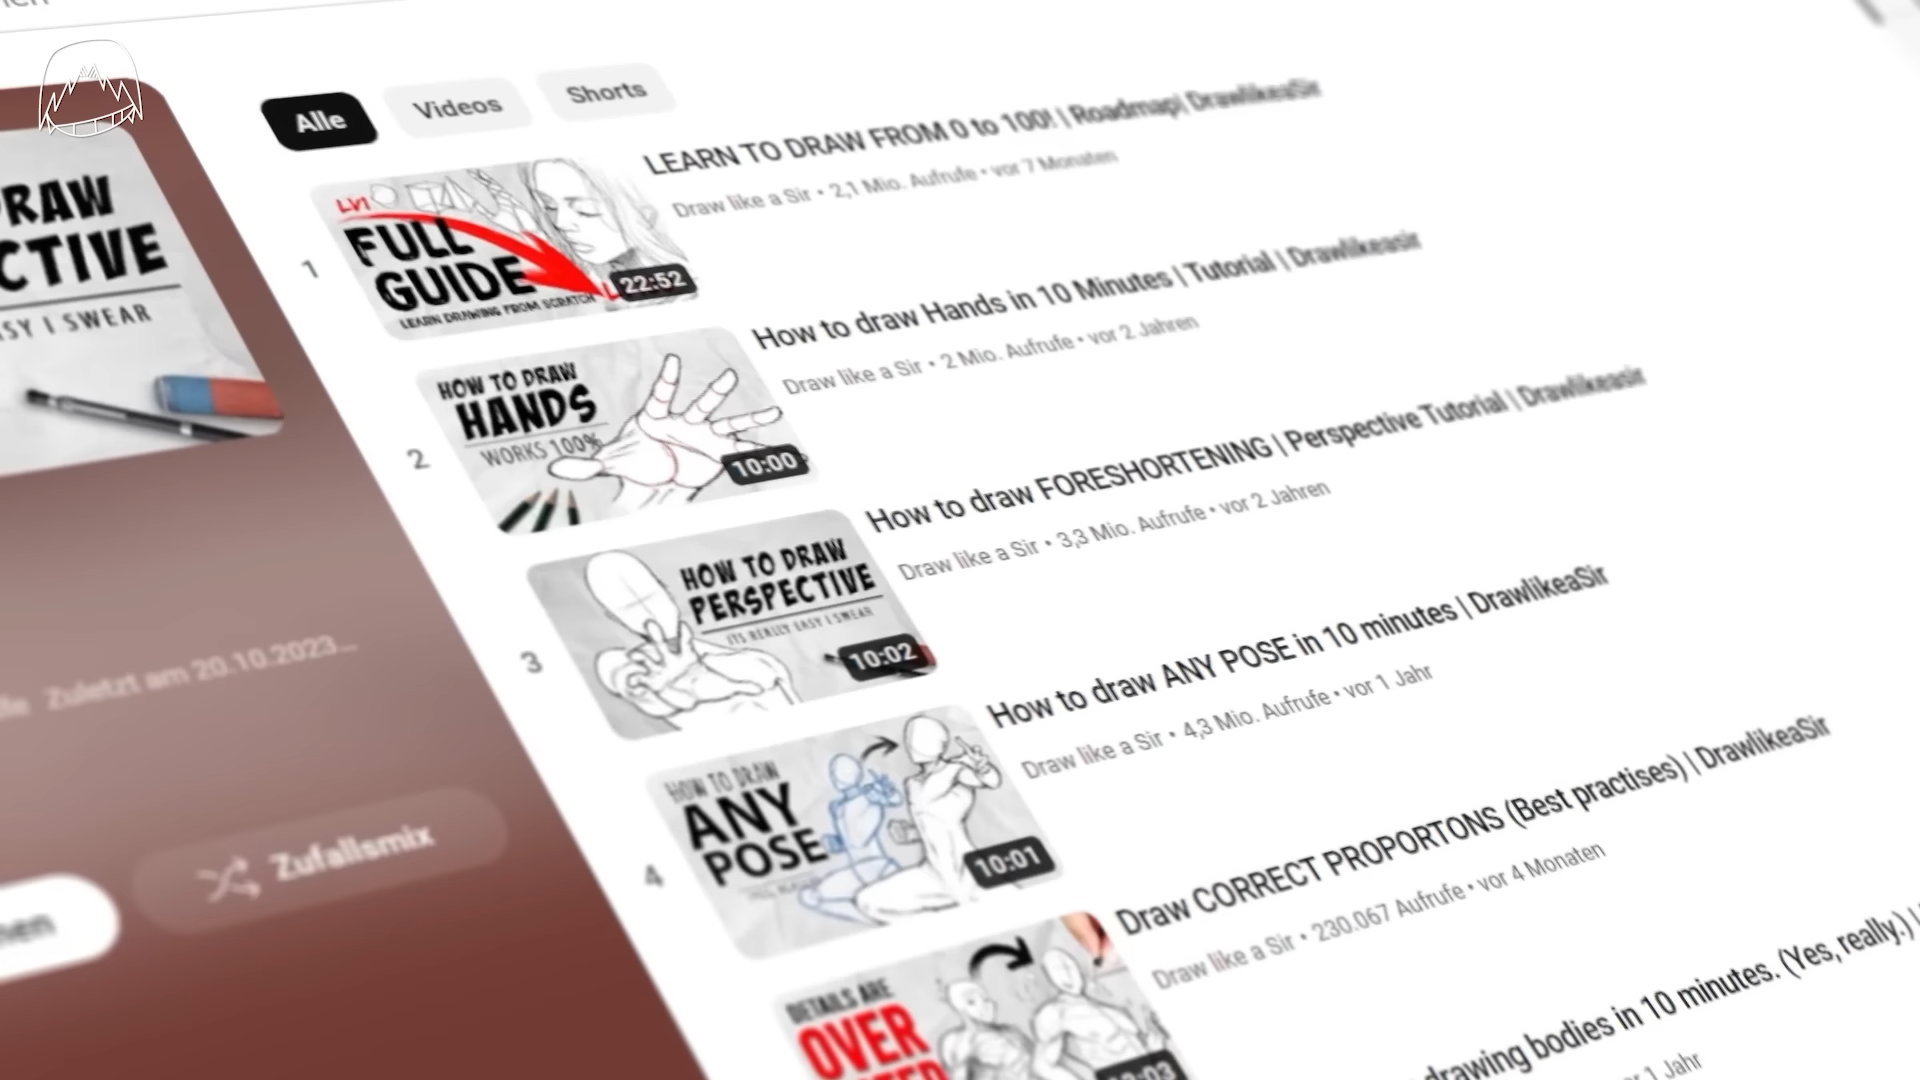 RAW
CTIVE
SY I SWEAR
Zuletzt am 20.10.2023...
Zufallsmix
Alle
Videos
Shorts
1
LV1
FULL
GUIDE
LEARN DRAWING FROM SCRATCH
22:52
LEARN TO DRAW FROM 0 to 100! | Roadmap| DrawlikeaSir
Draw like a Sir • 2,1 Mio. Aufrufe • vor 7 Monaten
2
HOW TO DRAW
HANDS
WORKS 100%
10:00
How to draw Hands in 10 Minutes | Tutorial | Drawlikeasir
Draw like a Sir • 2 Mio. Aufrufe • vor 2 Jahren
3
HOW TO DRAW
PERSPECTIVE
ITS REALLY EASY I SWEAR
10:02
How to draw FORESHORTENING | Perspective Tutorial | Drawlikeasir
Draw like a Sir • 3,3 Mio. Aufrufe • vor 2 Jahren
4
HOW TO DRAW
ANY
POSE
10:01
How to draw ANY POSE in 10 minutes | DrawlikeaSir
Draw like a Sir • 4,3 Mio. Aufrufe • vor 1 Jahr
DETAILS ARE
OVER
Draw CORRECT PROPORTONS (Best practises) | DrawlikeaSir
Draw like a Sir • 230.067 Aufrufe • vor 4 Monaten
drawing bodies in 10 minutes. (Yes, really.) |
1 Jahr